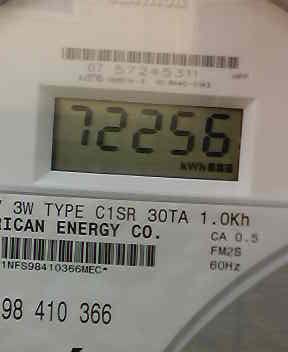 07 57245311
72256
kWh
3W TYPE C1SR 30TA 1.0Kh
RICAN ENERGY CO.
CA 0.5
FM2S
1NFS98410366MEC*
60Hz
98 410 366